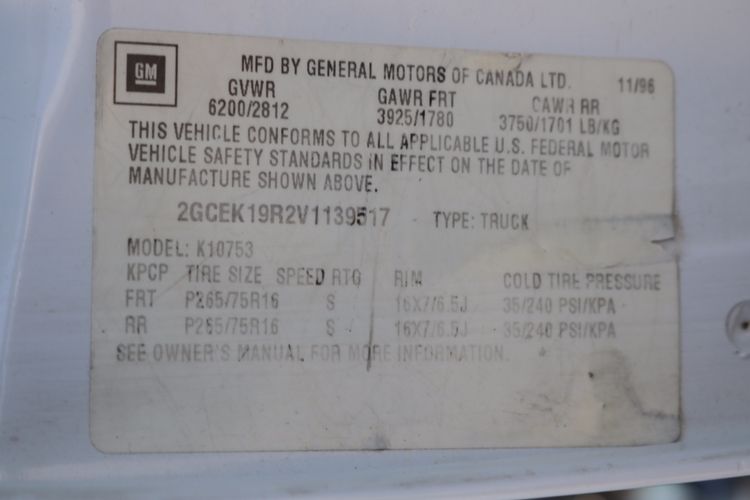 GM
MFD BY GENERAL MOTORS OF CANADA LTD. 11/96
GVWR GAWR FRT GAWR RR
6200/2812 3925/1780 3750/1701 LB/KG
THIS VEHICLE CONFORMS TO ALL APPLICABLE U.S. FEDERAL MOTOR
VEHICLE SAFETY STANDARDS IN EFFECT ON THE DATE OF
MANUFACTURE SHOWN ABOVE.
2GCEK19R2V1139517 TYPE: TRUCK
MODEL: K10753
KPCP TIRE SIZE SPEED RTG RIM COLD TIRE PRESSURE
FRT P265/75R16 S 16X7/6.5J 35/240 PSI/KPA
RR P265/75R16 S 16X7/6.5J 35/240 PSI/KPA
SEE OWNER'S MANUAL FOR MORE INFORMATION.